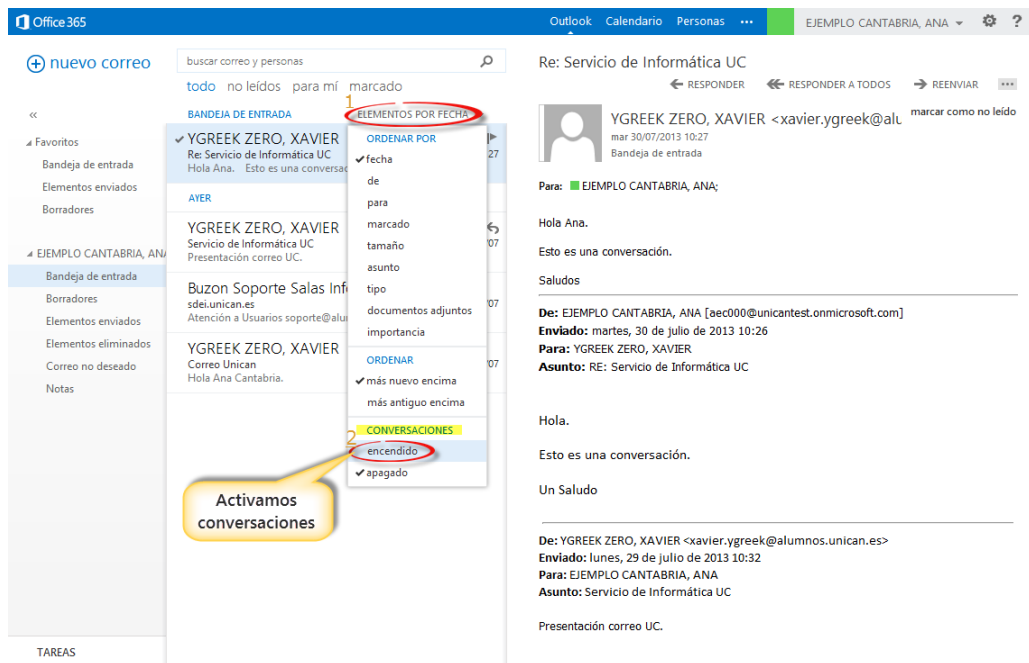 Office 365
Outlook Calendario Personas ••• EJEMPLO CANTABRIA, ANA ?
nuevo correo
buscar correo y personas
todo no leídos para mí marcado
BANDEJA DE ENTRADA
1
ELEMENTOS POR FECHA
«
Favoritos
Bandeja de entrada
Elementos enviados
Borradores
EJEMPLO CANTABRIA, ANA
Bandeja de entrada
Borradores
Elementos enviados
Elementos eliminados
Correo no deseado
Notas
TAREAS
YGREEK ZERO, XAVIER
Re: Servicio de Informática UC
27
Hola Ana. Esto es una conversac
AYER
YGREEK ZERO, XAVIER
Servicio de Informática UC
'07
Presentación correo UC.
Buzon Soporte Salas Inf
sdei.unican.es
'07
Atención a Usuarios soporte@alu
YGREEK ZERO, XAVIER
Correo Unican
'07
Hola Ana Cantabria.
ORDENAR POR
fecha
de
para
marcado
tamaño
asunto
tipo
documentos adjuntos
importancia
ORDENAR
más nuevo encima
más antiguo encima
CONVERSACIONES
2
encendido
apagado
Activamos
conversaciones
Re: Servicio de Informática UC
RESPONDER RESPONDER A TODOS REENVIAR •••
marcar como no leído
YGREEK ZERO, XAVIER <xavier.ygreek@alu
mar 30/07/2013 10:27
Bandeja de entrada
Para: EJEMPLO CANTABRIA, ANA;
Hola Ana.
Esto es una conversación.
Saludos
De: EJEMPLO CANTABRIA, ANA [aec000@unicantest.onmicrosoft.com]
Enviado: martes, 30 de julio de 2013 10:26
Para: YGREEK ZERO, XAVIER
Asunto: RE: Servicio de Informática UC
Hola.
Esto es una conversación.
Un Saludo
De: YGREEK ZERO, XAVIER <xavier.ygreek@alumnos.unican.es>
Enviado: lunes, 29 de julio de 2013 10:32
Para: EJEMPLO CANTABRIA, ANA
Asunto: Servicio de Informática UC
Presentación correo UC.